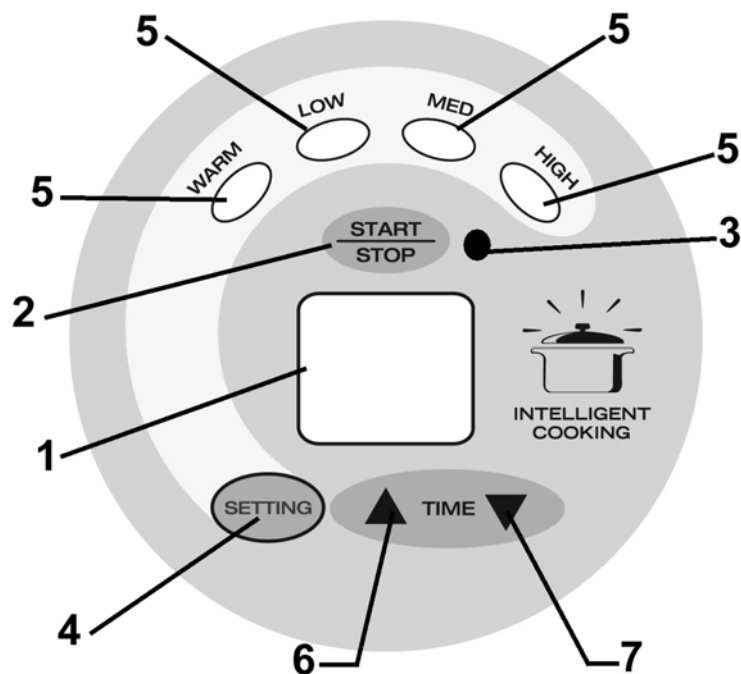 5
5
LOW
MED
WARM
HIGH
5
5
START
STOP
3
2
1
INTELLIGENT
COOKING
SETTING
TIME
4
6
7